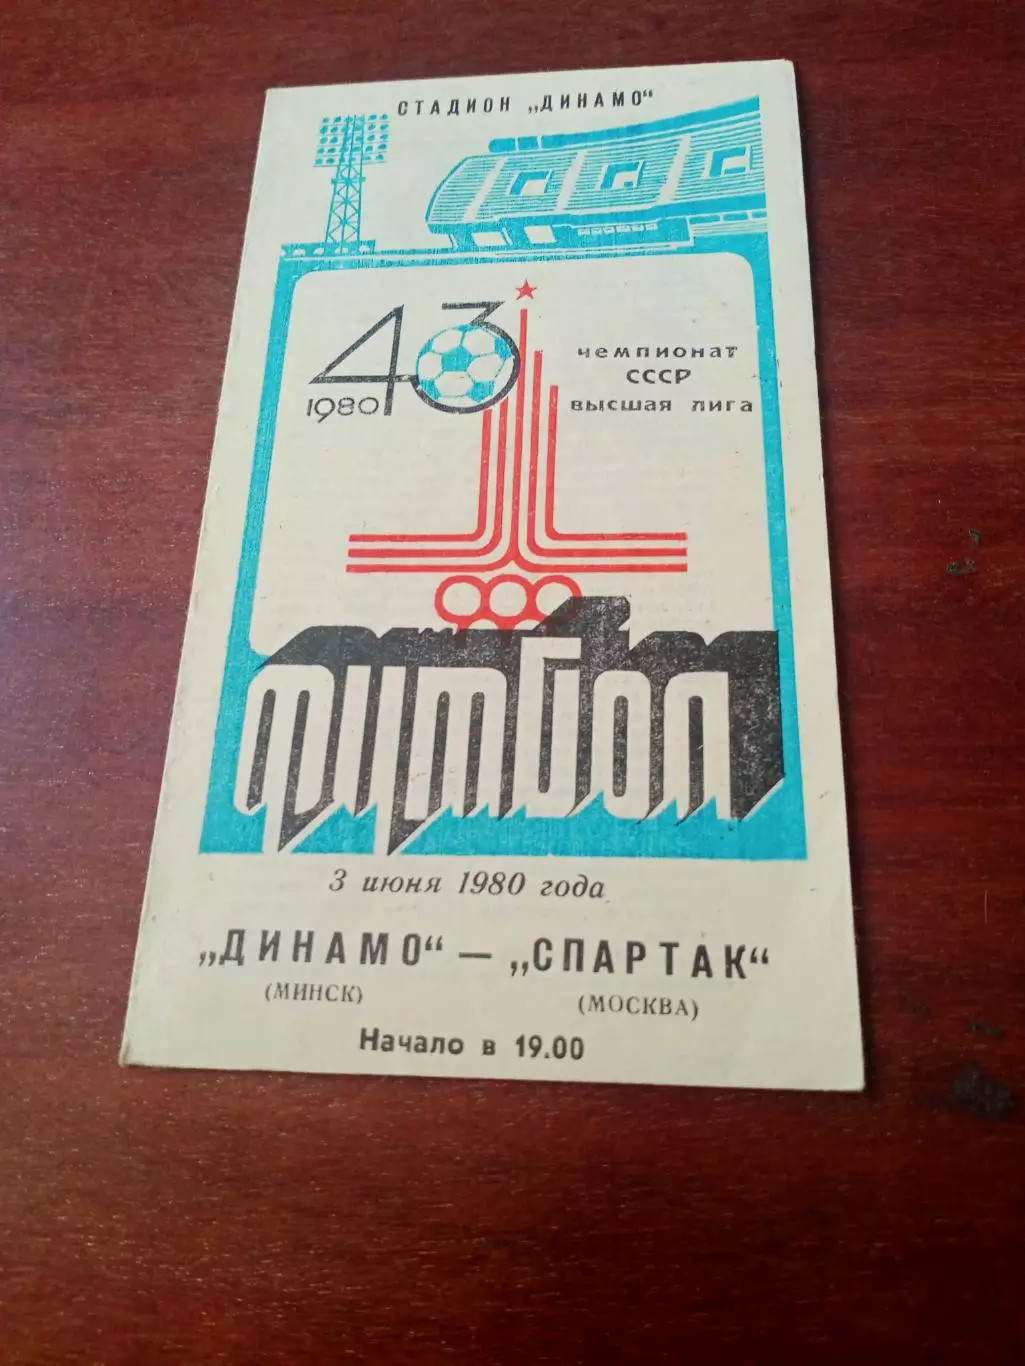 СТАДИОН „ДИНАМО“
43
1980
чемпионат
СССР
высшая лига
ФУТБОЛ
3 июня 1980 года
„ДИНАМО“ — „СПАРТАК“
(МИНСК) (МОСКВА)
Начало в 19.00